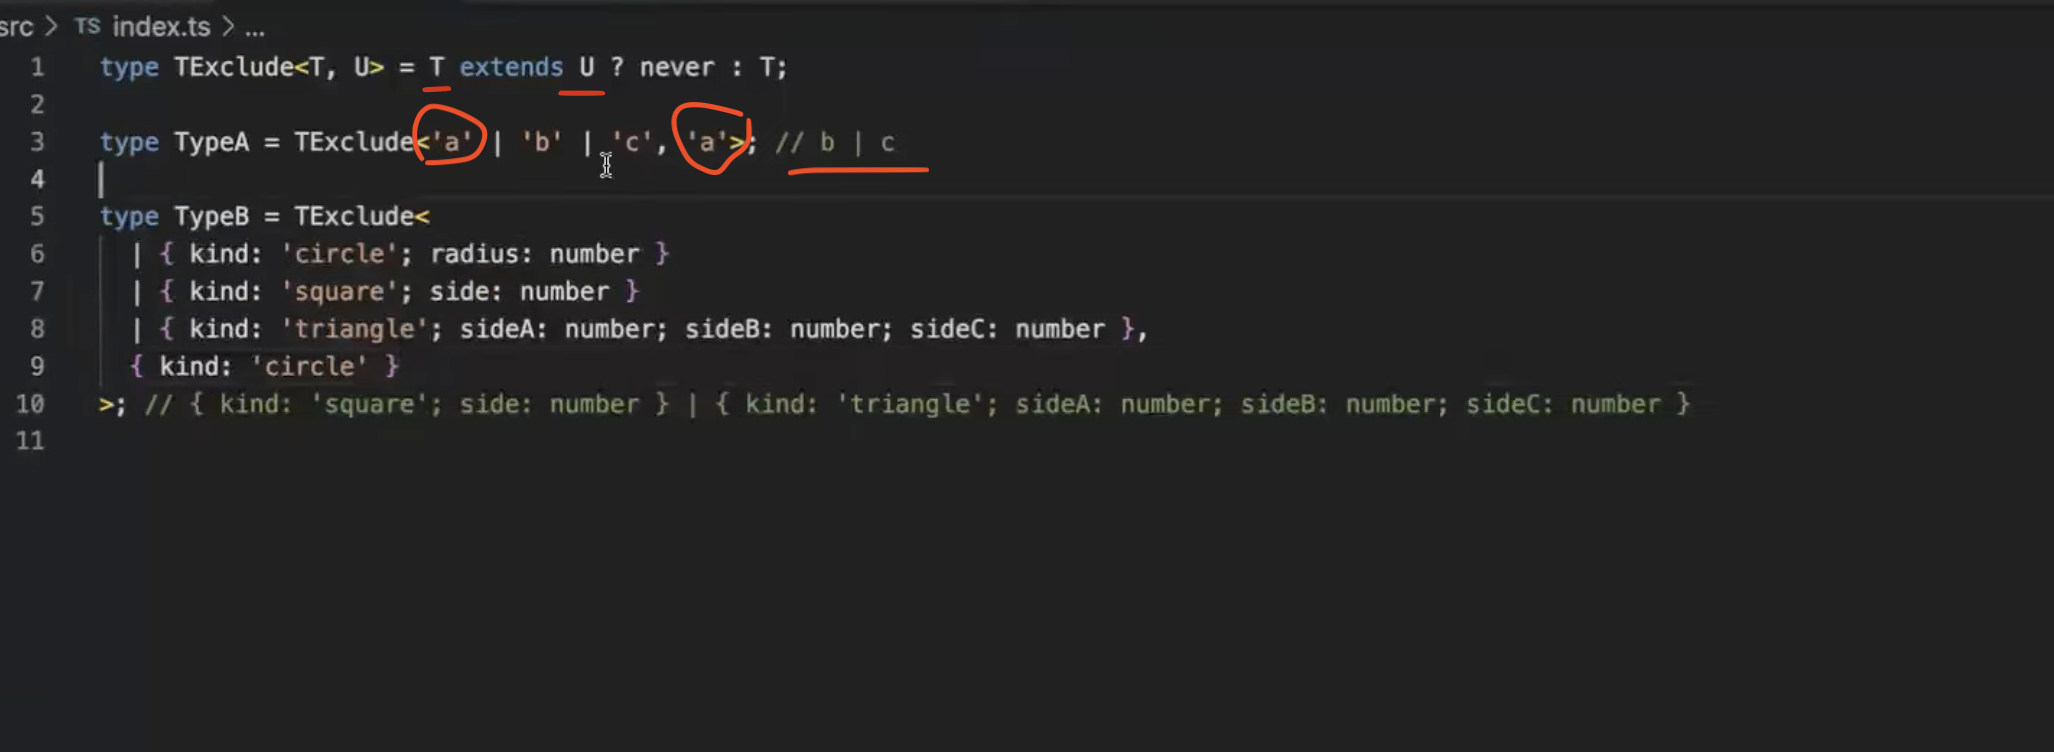 src > TS index.ts > ...
1 type TExclude<T, U> = T extends U ? never : T;
2
3 type TypeA = TExclude<'a' | 'b' | 'c', 'a'>; // b | c
4
5 type TypeB = TExclude<
6 | { kind: 'circle'; radius: number }
7 | { kind: 'square'; side: number }
8 | { kind: 'triangle'; sideA: number; sideB: number; sideC: number },
9 { kind: 'circle' }
10 >; // { kind: 'square'; side: number } | { kind: 'triangle'; sideA: number; sideB: number; sideC: number }
11